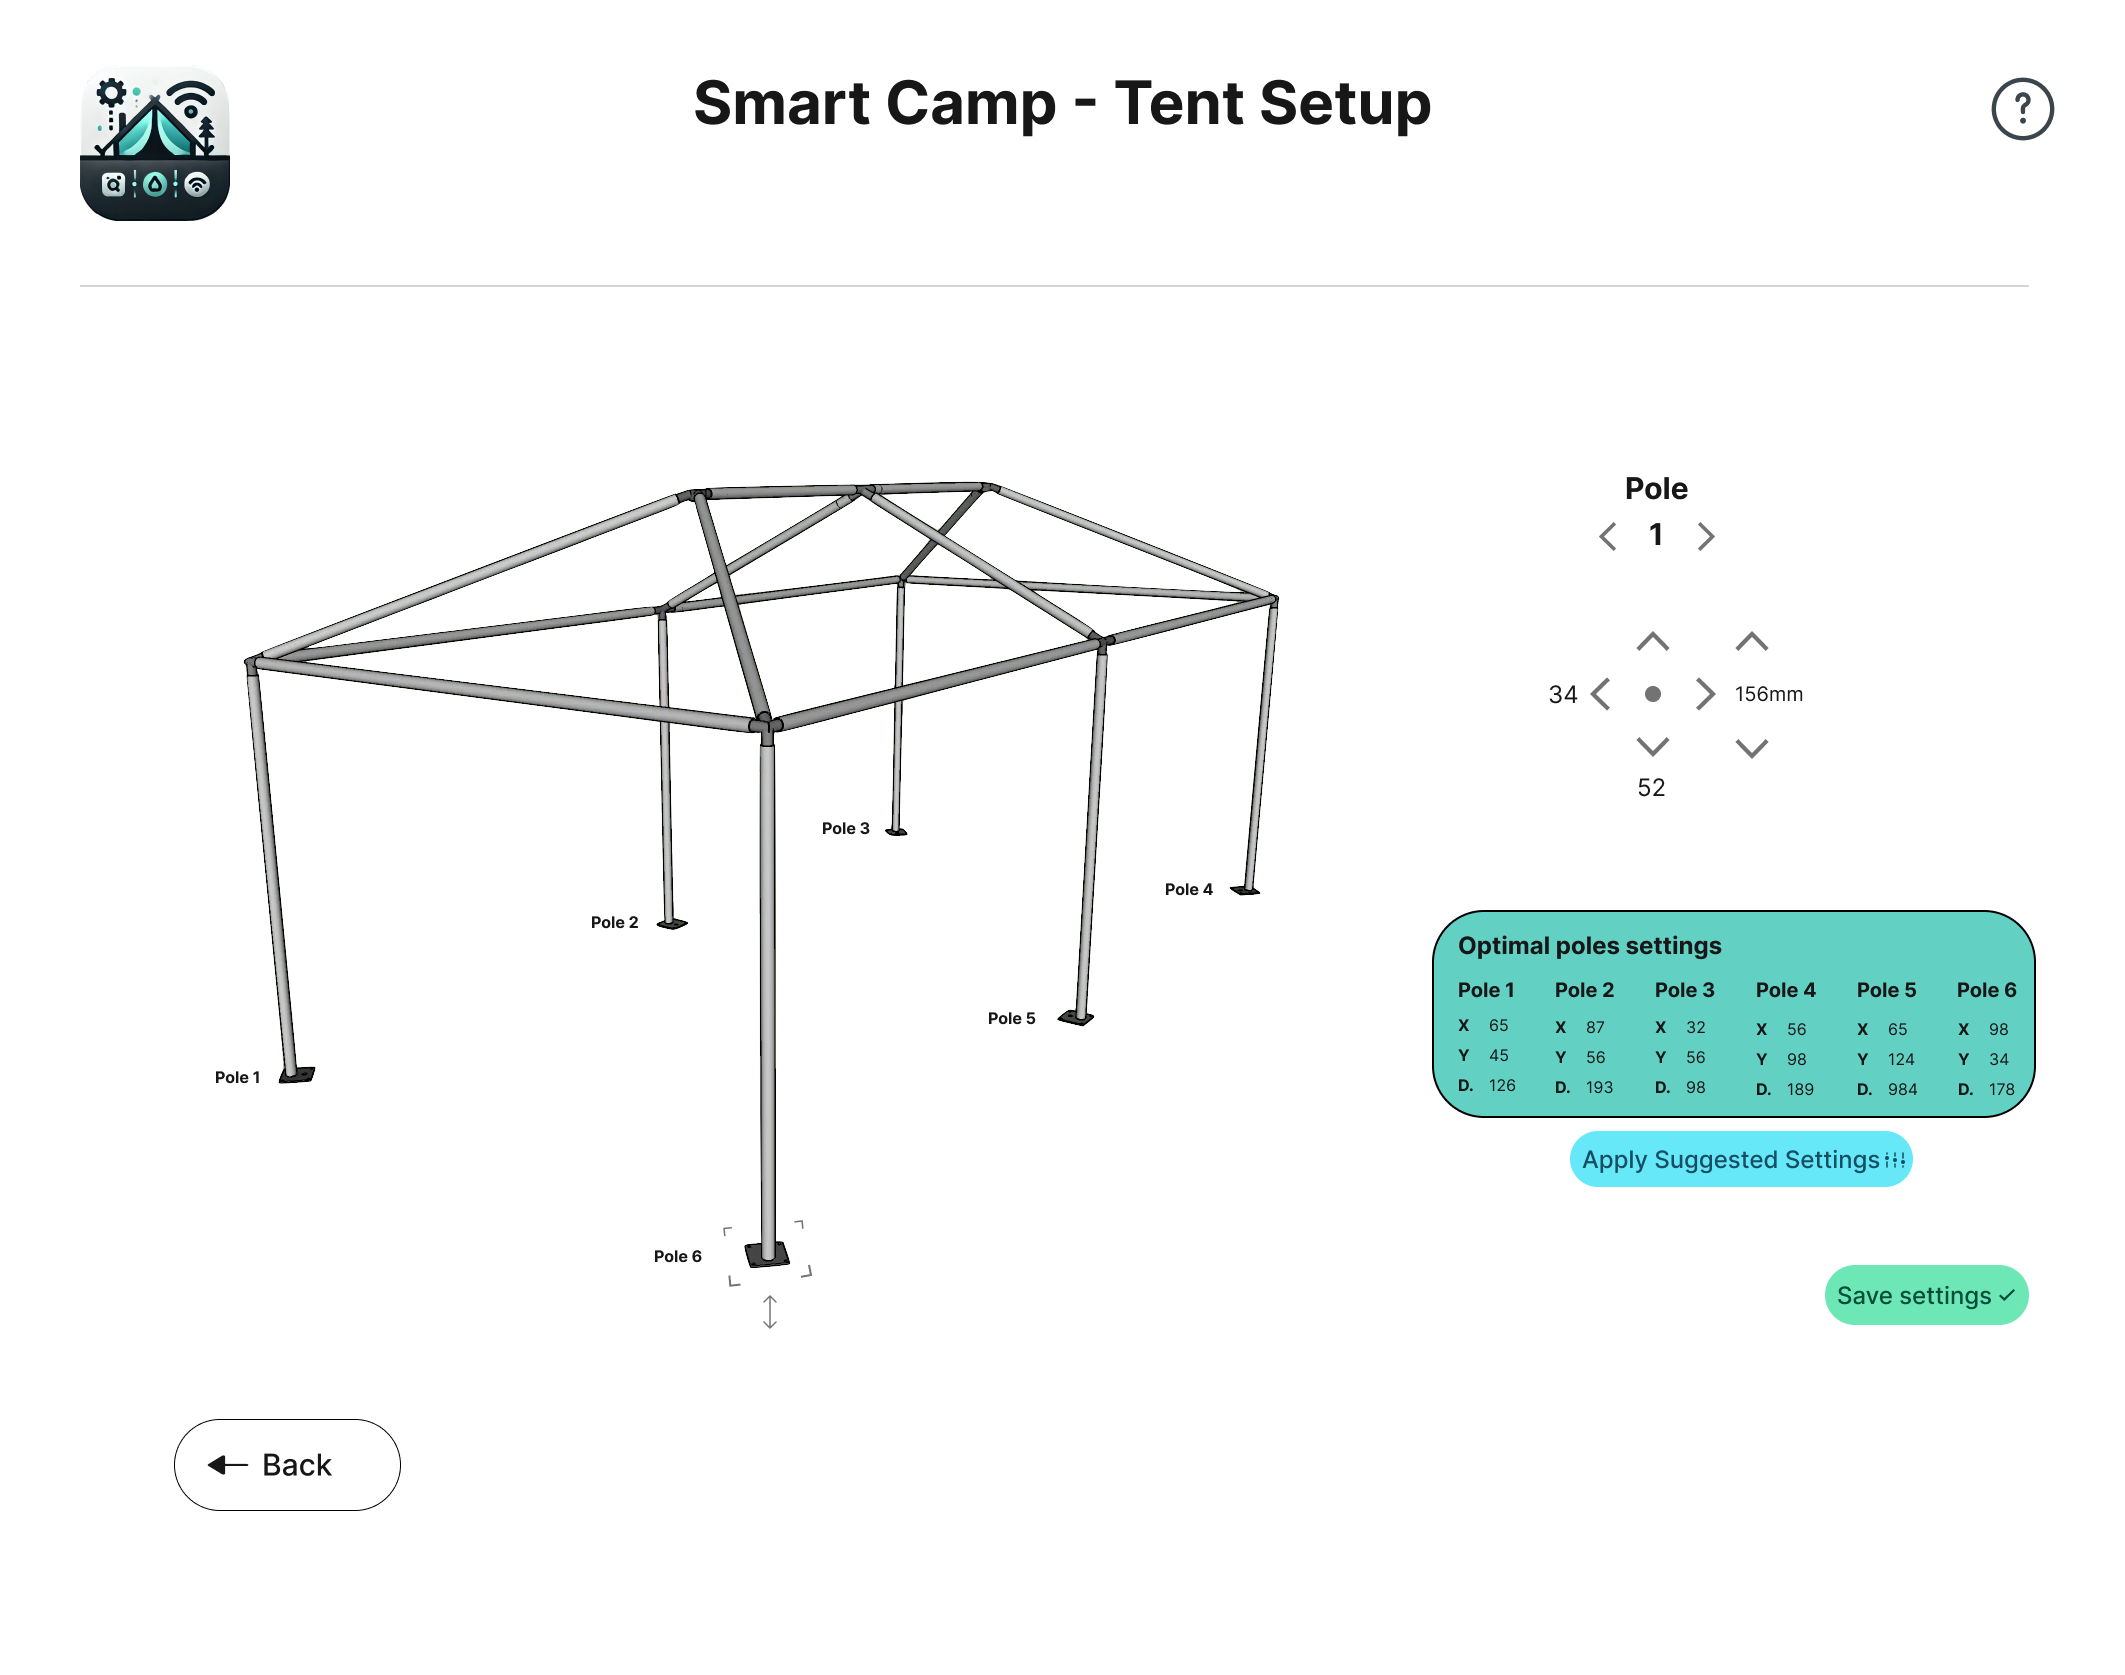 Smart Camp - Tent Setup
?
Pole
1
34
156mm
52
Pole 3
Pole 4
Pole 2
Pole 5
Pole 1
Pole 6
Optimal poles settings
Pole 1 Pole 2 Pole 3 Pole 4 Pole 5 Pole 6
X 65 X 87 X 32 X 56 X 65 X 98
Y 45 Y 56 Y 56 Y 98 Y 124 Y 34
D. 126 D. 193 D. 98 D. 189 D. 984 D. 178
Apply Suggested Settings
Save settings
Back